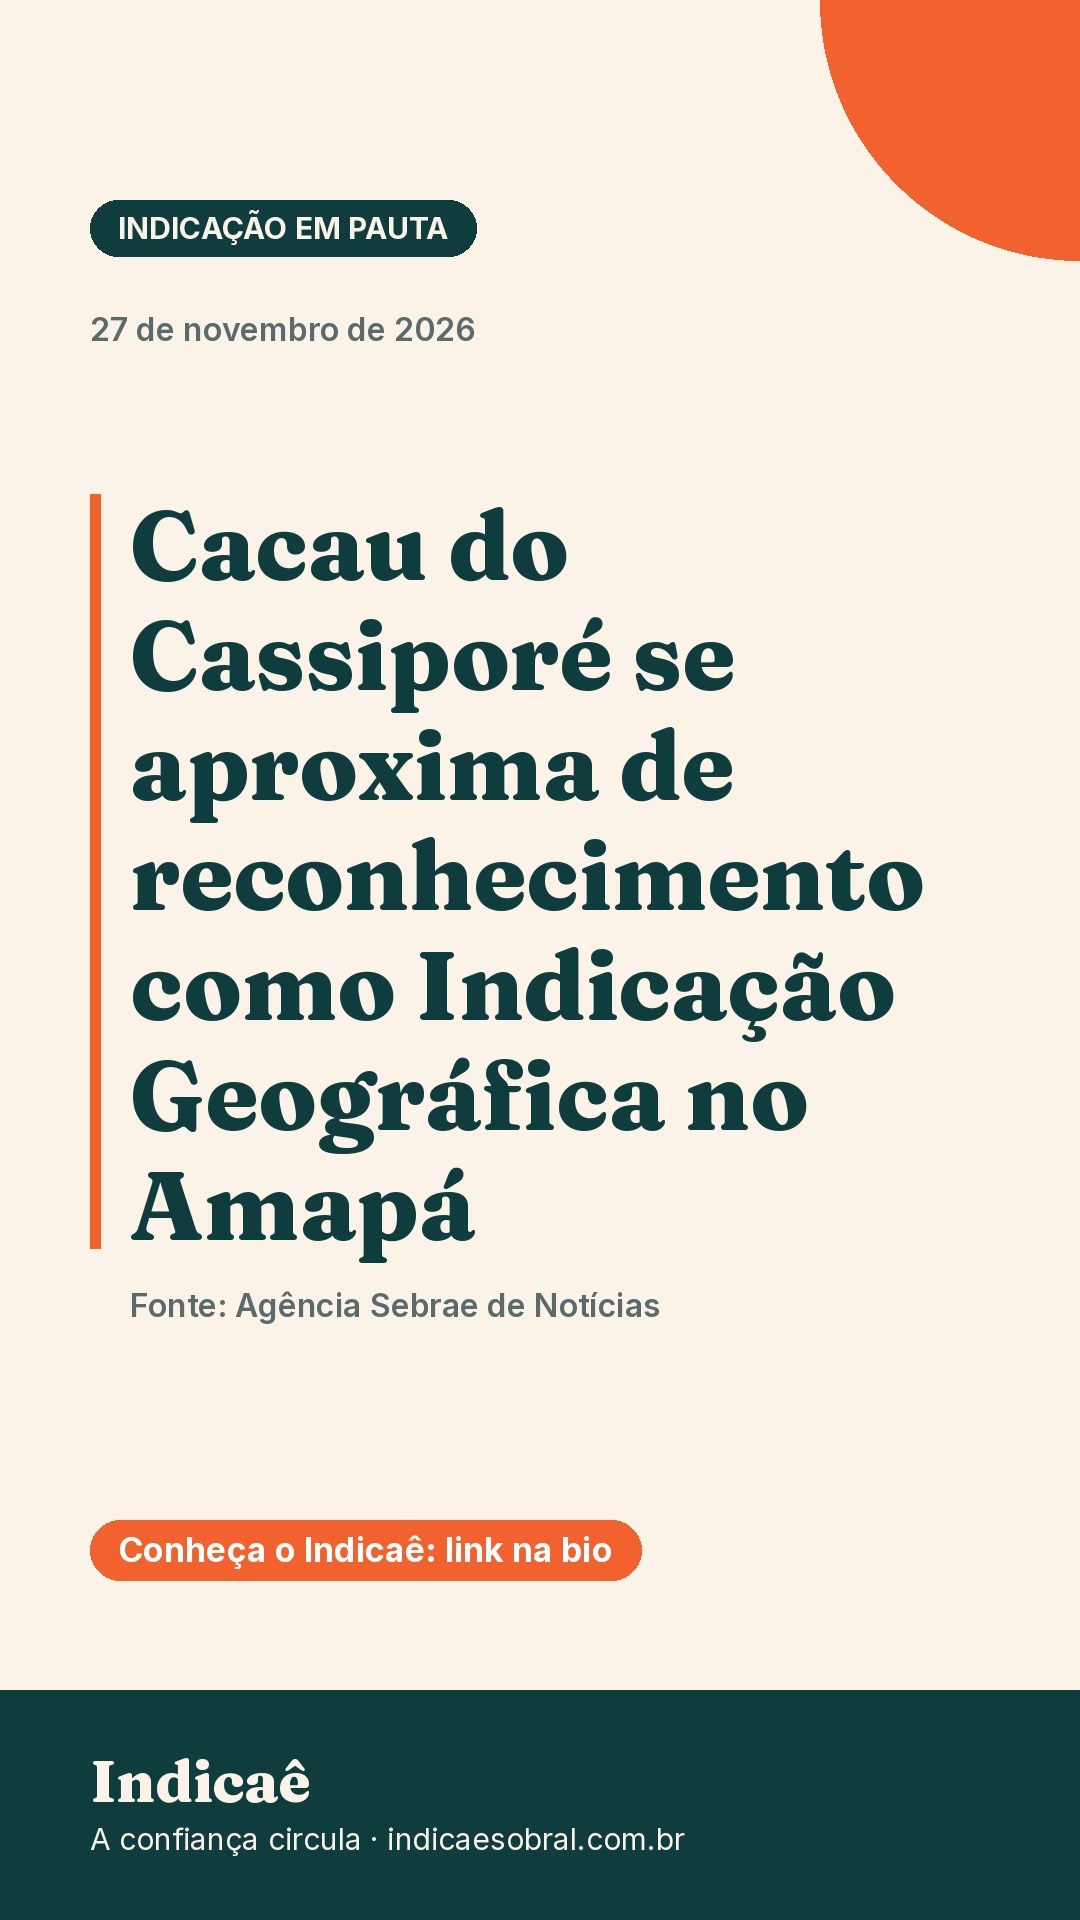 INDICAÇÃO EM PAUTA
27 de novembro de 2026
Cacau do
Cassiporé se
aproxima de
reconhecimento
como Indicação
Geográfica no
Amapá
Fonte: Agência Sebrae de Notícias
Conheça o Indicaê: link na bio
Indicaê
A confiança circula · indicaesobral.com.br